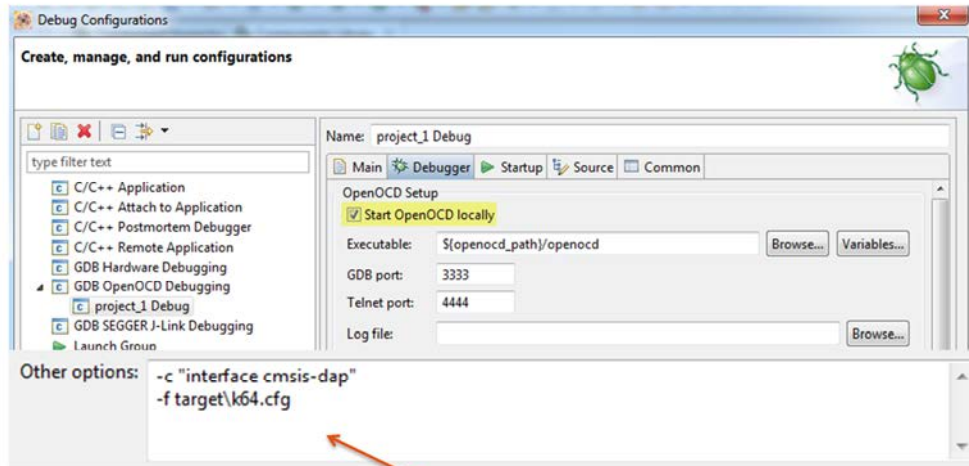 Debug Configurations
Create, manage, and run configurations
type filter text
C/C++ Application
C/C++ Attach to Application
C/C++ Postmortem Debugger
C/C++ Remote Application
GDB Hardware Debugging
GDB OpenOCD Debugging
project_1 Debug
GDB SEGGER J-Link Debugging
Launch Group
Name: project_1 Debug
Main Debugger Startup Source Common
OpenOCD Setup
Start OpenOCD locally
Executable: ${openocd_path}/openocd Browse... Variables...
GDB port: 3333
Telnet port: 4444
Log file: Browse...
Other options: -c "interface cmsis-dap"
-f target\k64.cfg